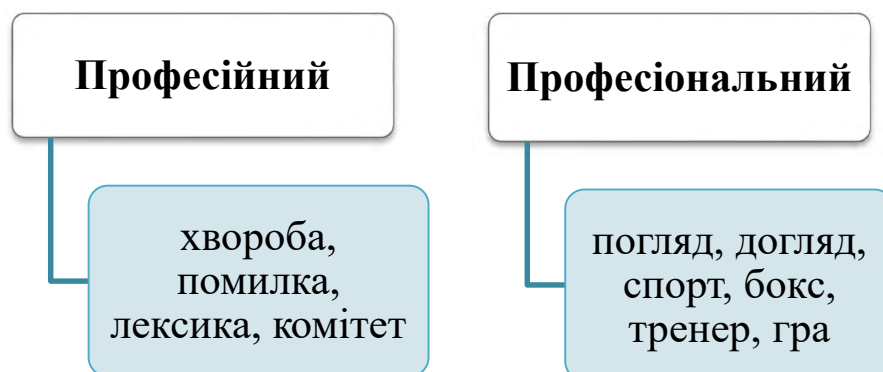 Професійний
хвороба,
помилка,
лексика, комітет
Професіональний
погляд, догляд,
спорт, бокс,
тренер, гра